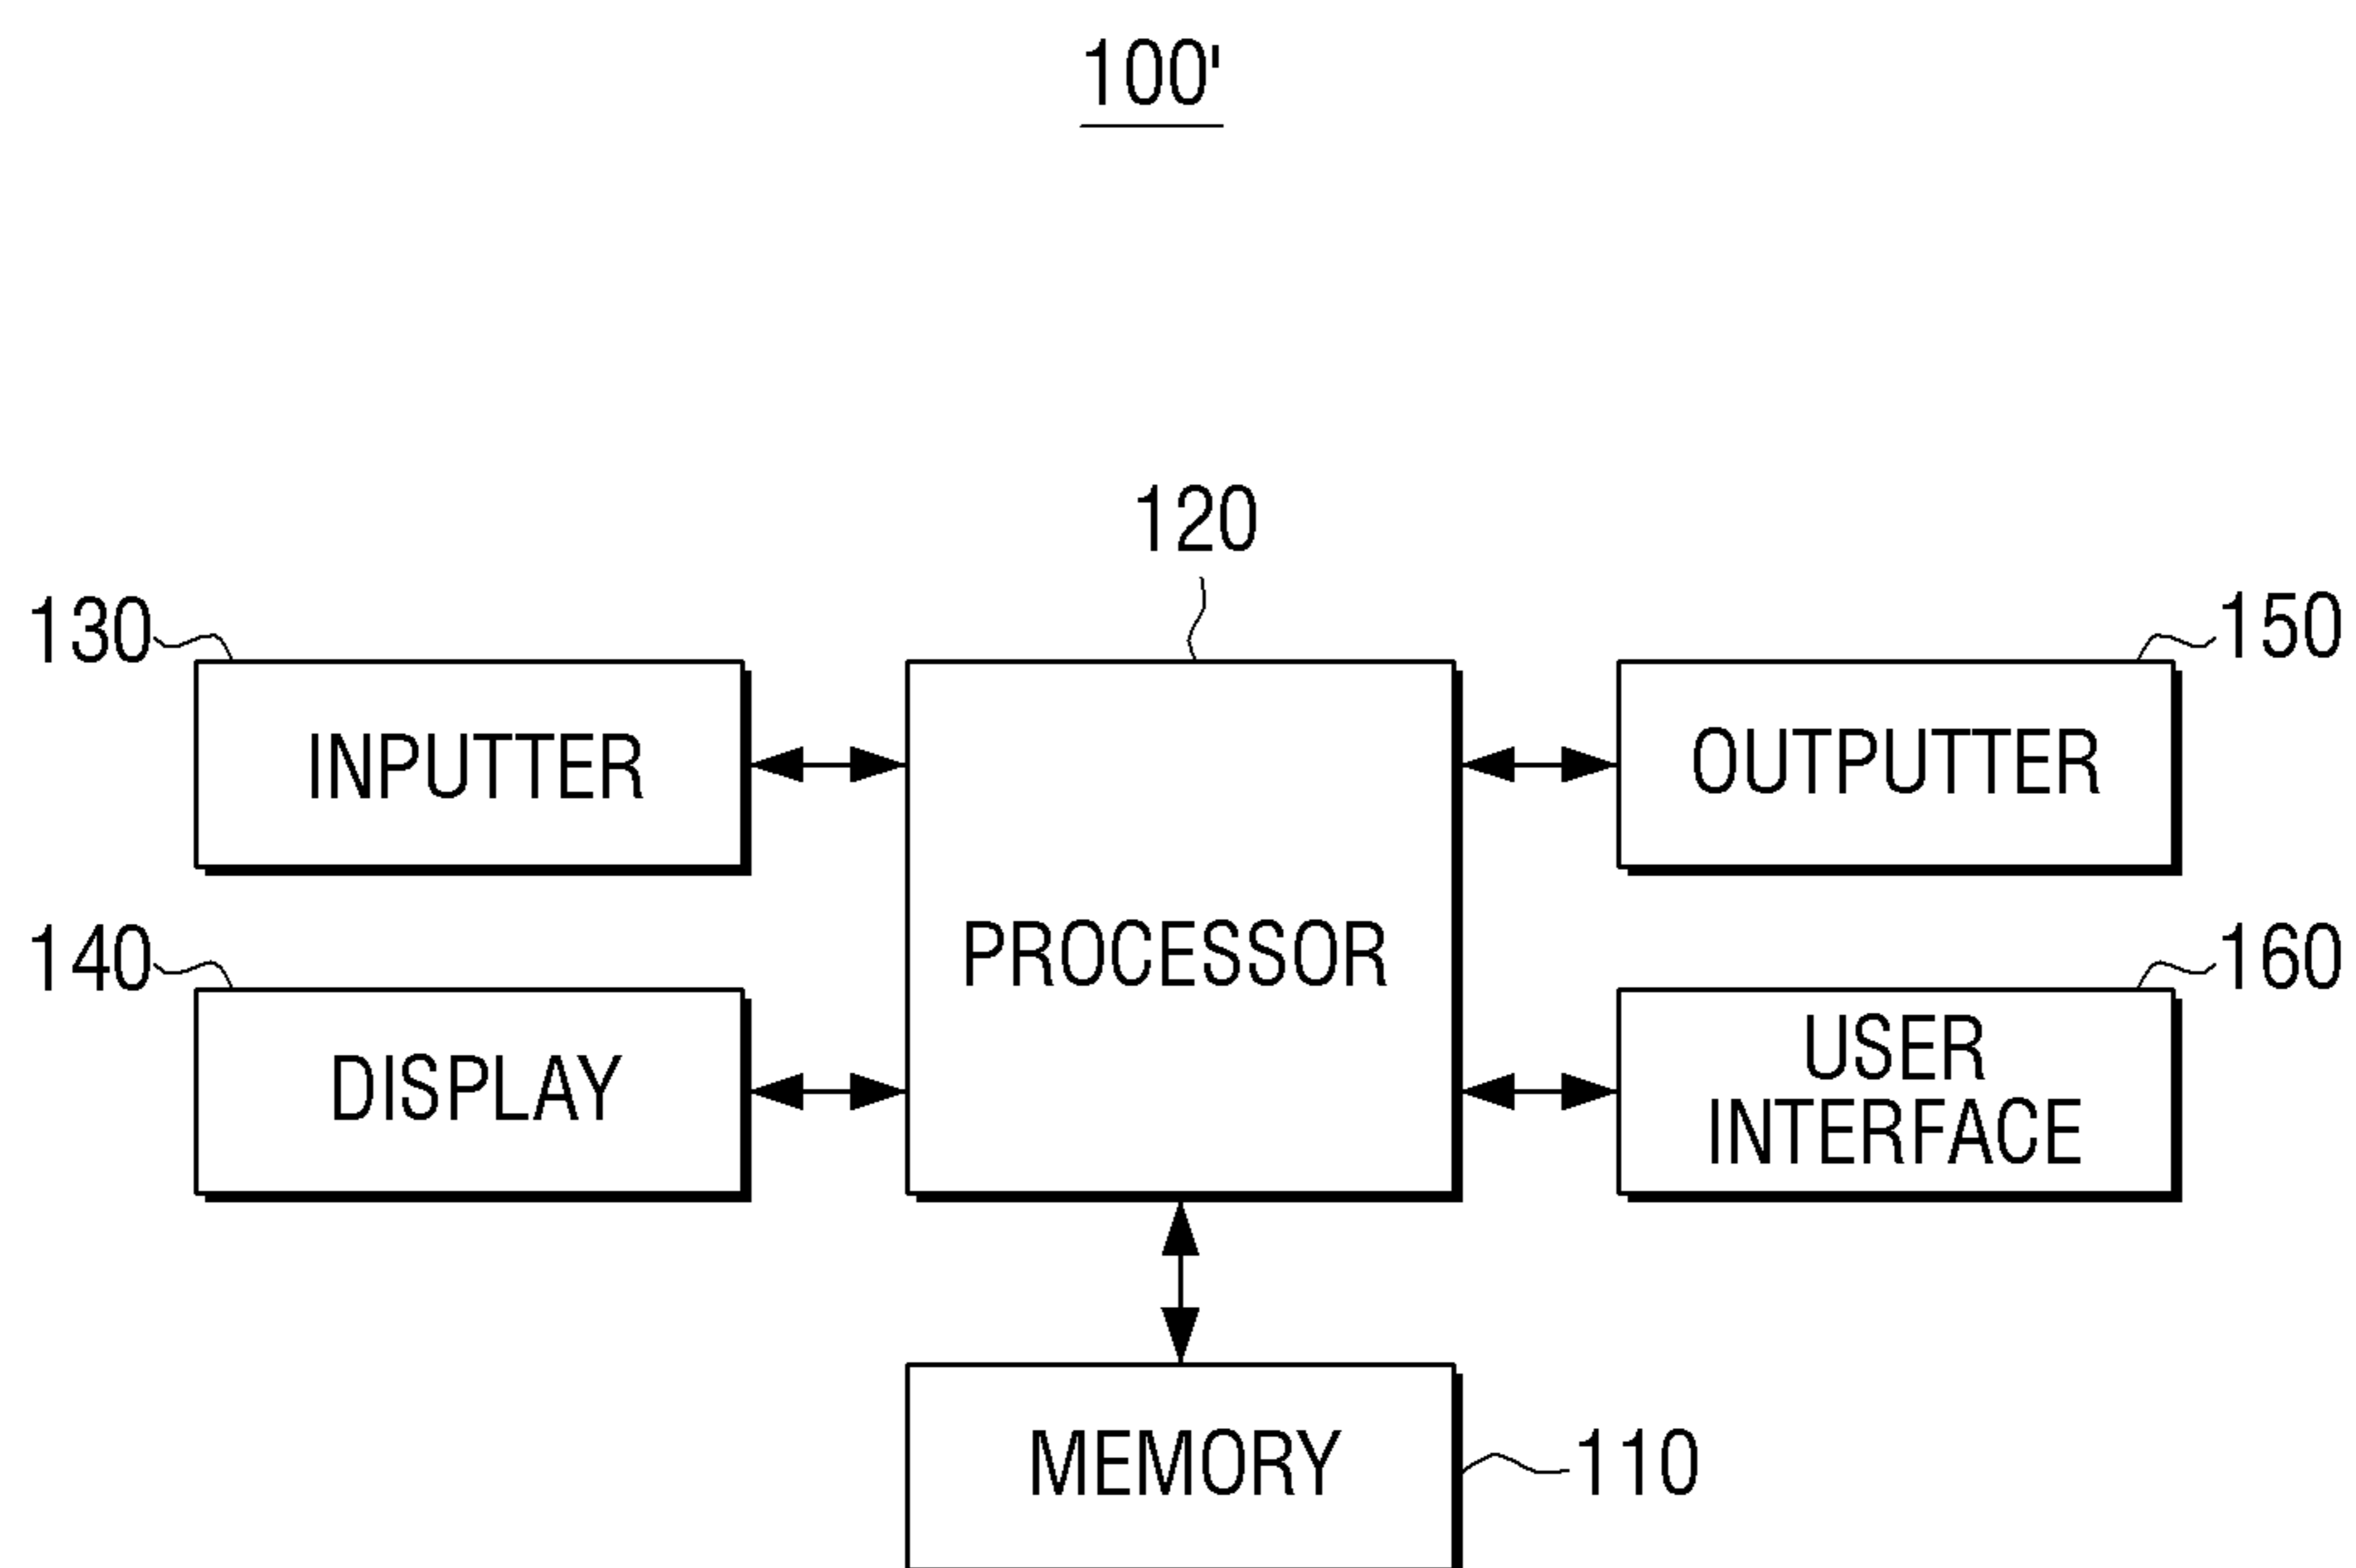 100'
120
130
150
INPUTTER
OUTPUTTER
PROCESSOR
140
160
DISPLAY
USER
INTERFACE
MEMORY
110